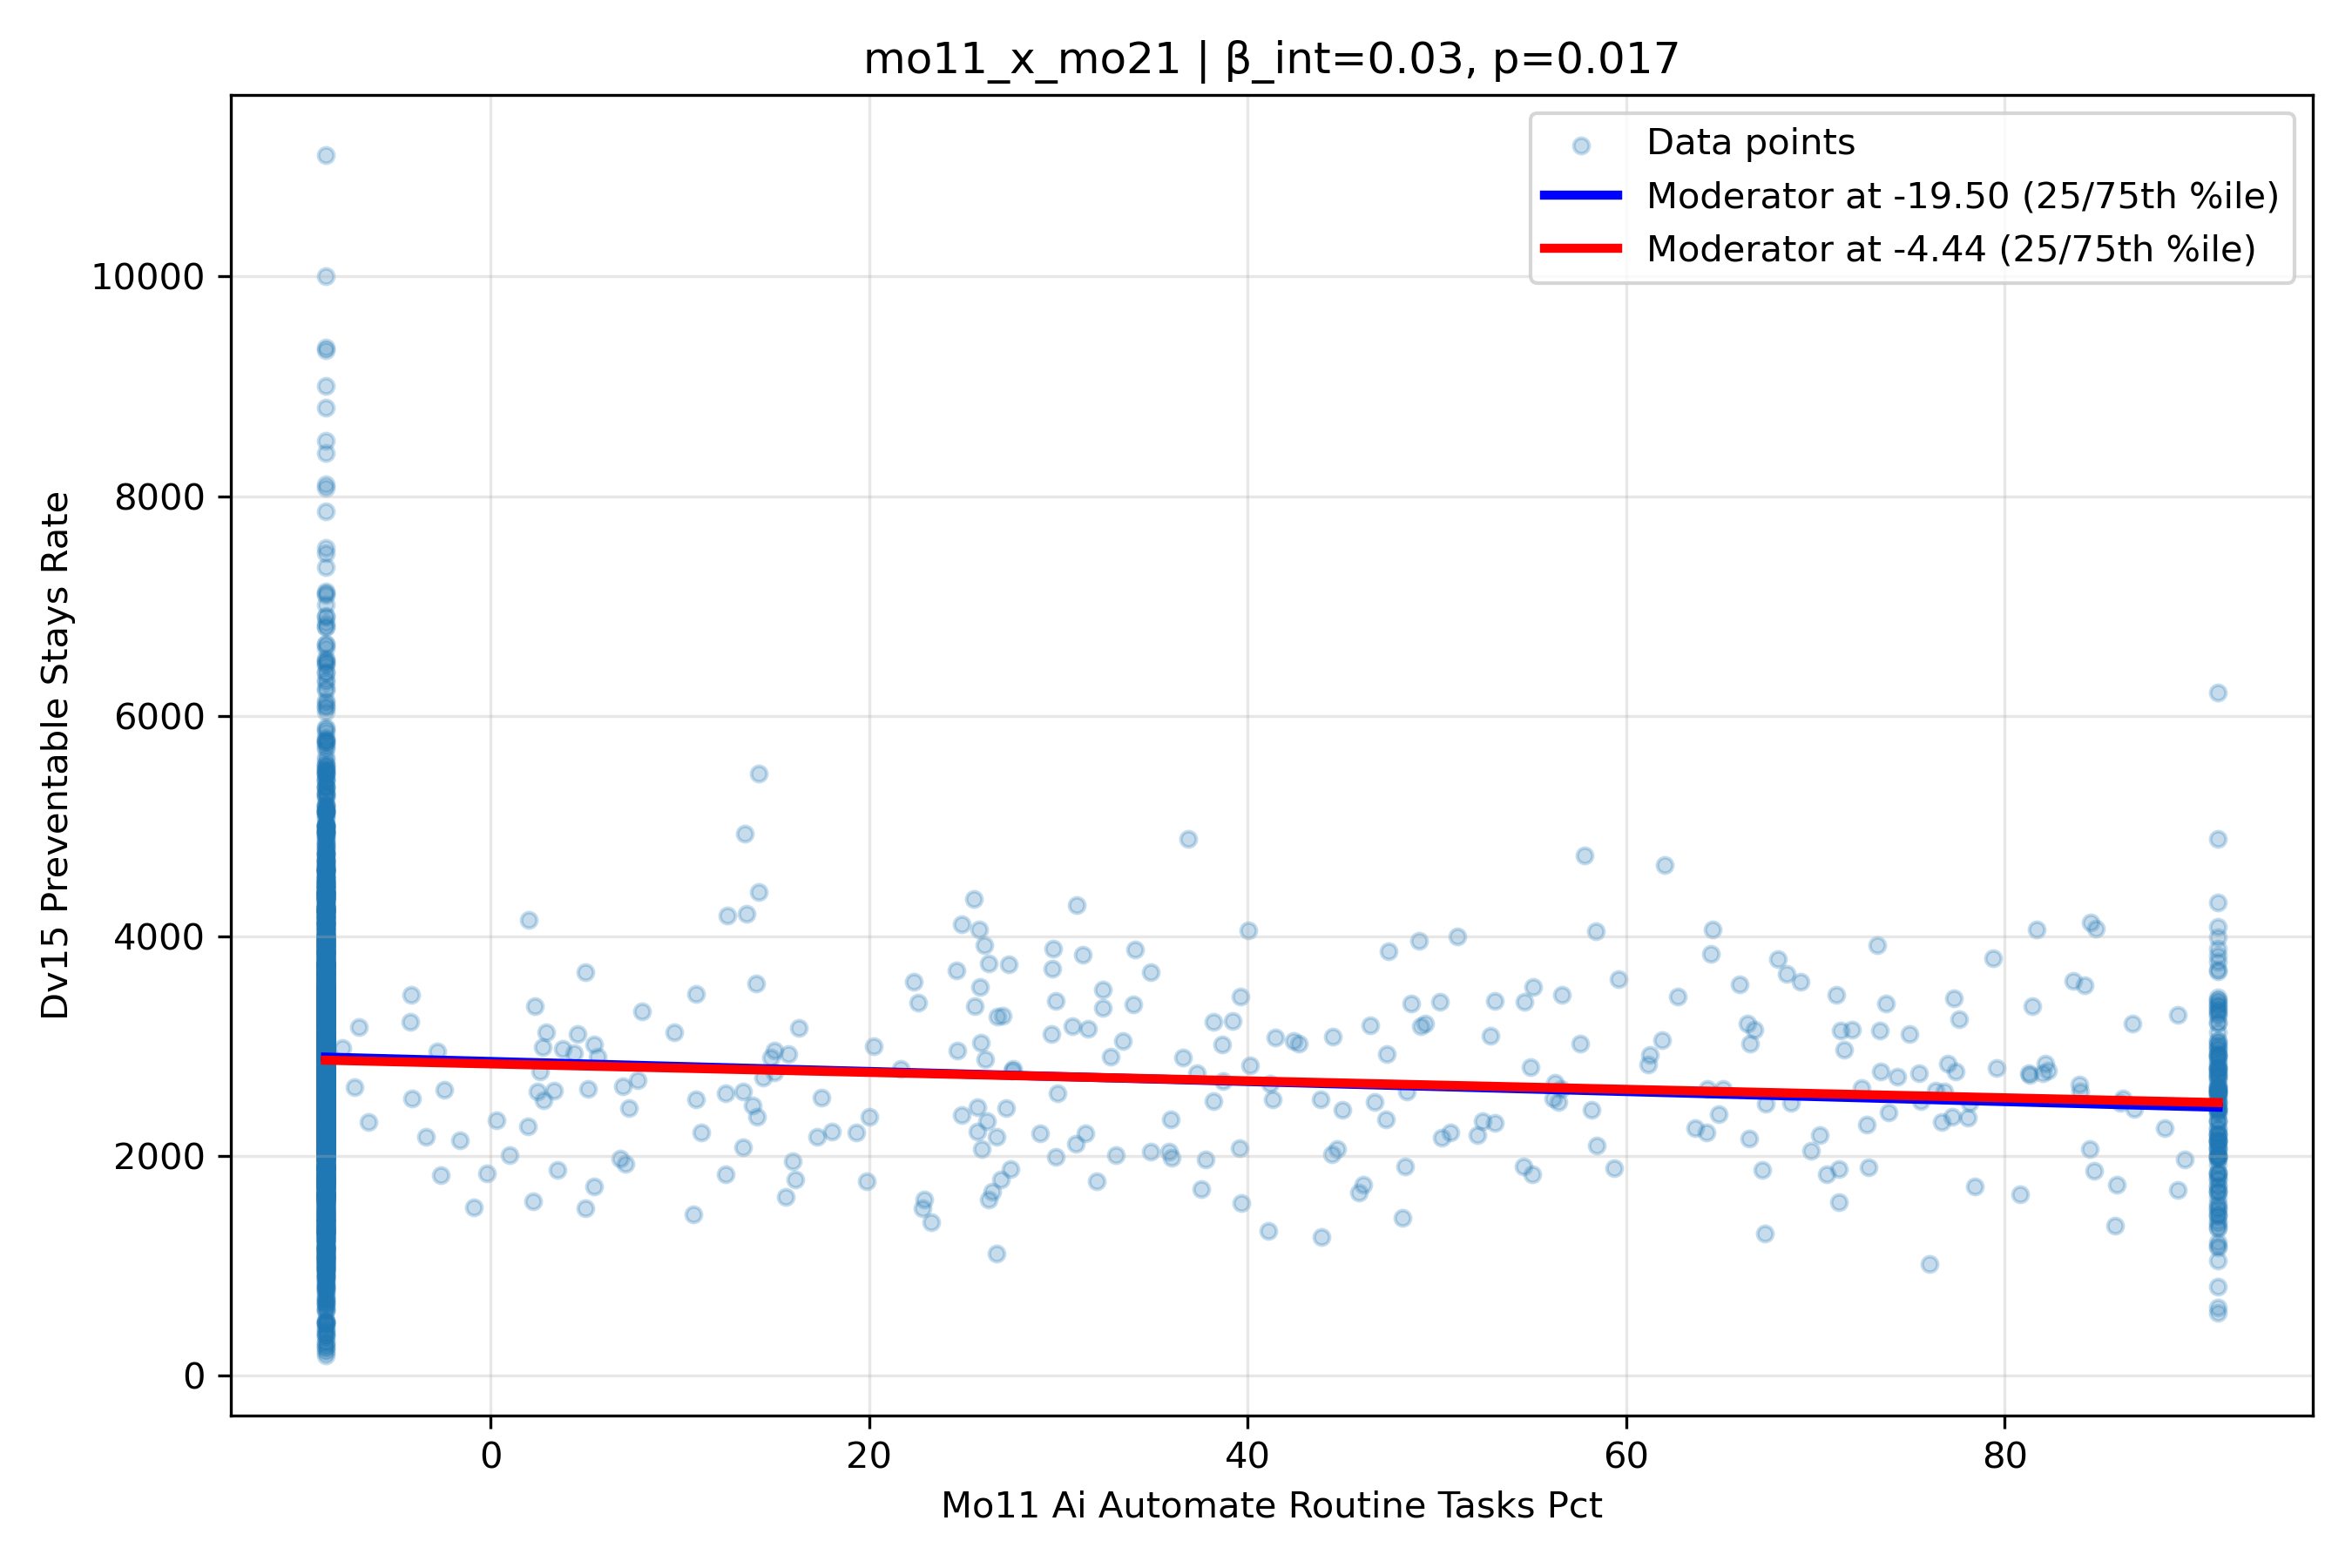 mo11_x_mo21 | β_int=0.03, p=0.017
Data points
Moderator at -19.50 (25/75th %ile)
Moderator at -4.44 (25/75th %ile)
10000
8000
6000
4000
2000
0
Dv15 Preventable Stays Rate
0 20 40 60 80
Mo11 Ai Automate Routine Tasks Pct